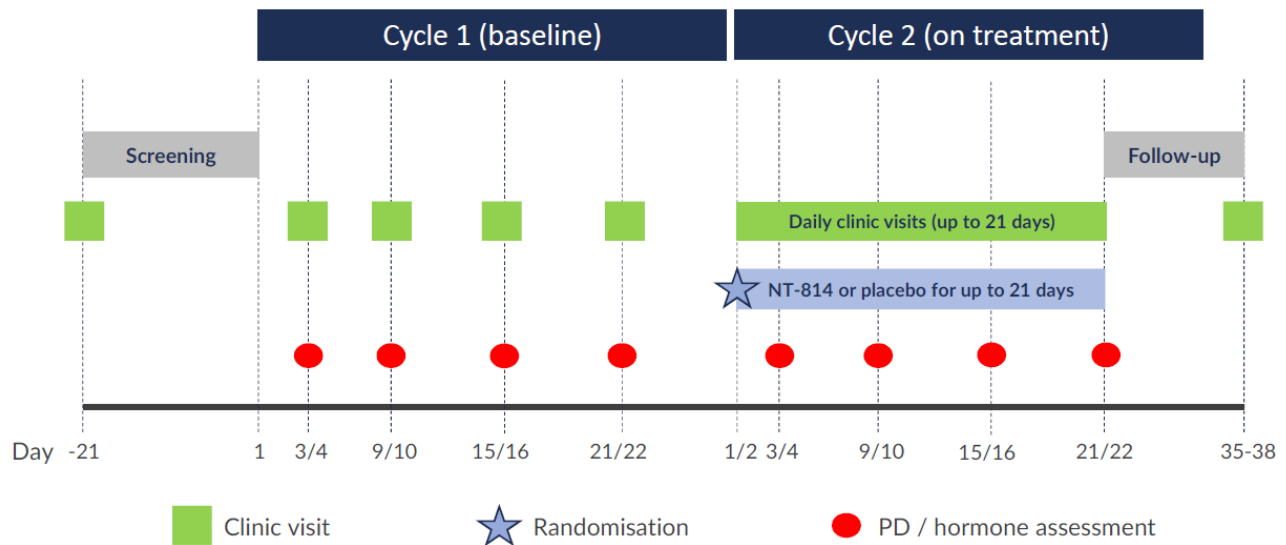 Cycle 1 (baseline)
Cycle 2 (on treatment)
Screening
Follow-up
Daily clinic visits (up to 21 days)
NT-814 or placebo for up to 21 days
Day -21 1 3/4 9/10 15/16 21/22 1/2 3/4 9/10 15/16 21/22 35-38
Clinic visit
Randomisation
PD / hormone assessment